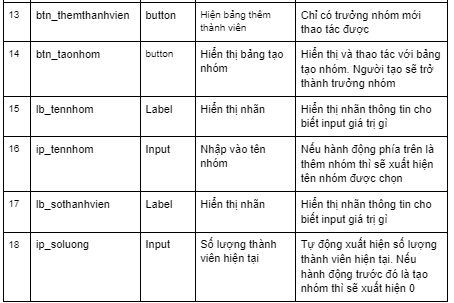 13 btn_themthanhvien button Hiện bảng thêm Chỉ có trưởng nhóm mới
thành viên thao tác được
14 btn_taonhom button Hiển thị bảng tạo Hiển thị và thao tác với bảng
nhóm tạo nhóm. Người tạo sẽ trở
thành trưởng nhóm
15 lb_tennhom Label Hiển thị nhãn Hiển thị nhãn thông tin cho
biết input giá trị gì
16 ip_tennhom Input Nhập vào tên Nếu hành động phía trên là
nhóm thêm nhóm thì sẽ xuất hiện
tên nhóm được chọn
17 lb_sothanhvien Label Hiển thị nhãn Hiển thị nhãn thông tin cho
biết input giá trị gì
18 ip_soluong Input Số lượng thành Tự động xuất hiện số lượng
viên hiện tại thành viên hiện tại. Nếu
hành động trước đó là tạo
nhóm thì sẽ xuất hiện 0